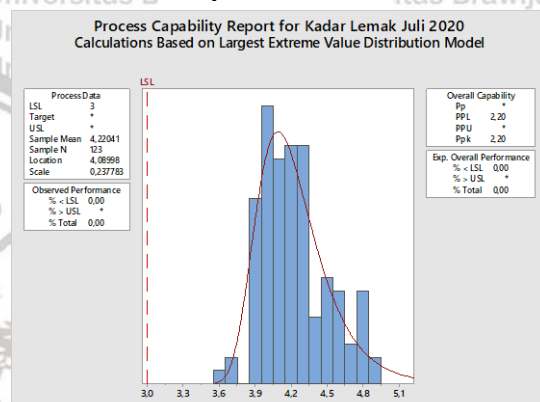 Process Capability Report for Kadar Lemak Juli 2020
Calculations Based on Largest Extreme Value Distribution Model
LSL
Process Data
LSL 3
Target *
USL *
Sample Mean 4,22041
Sample N 123
Location 4,08998
Scale 0,237783
Observed Performance
% < LSL 0,00
% > USL *
% Total 0,00
Overall Capability
Pp *
PPL 2,20
PPU *
Ppk 2,20
Exp. Overall Performance
% < LSL 0,00
% > USL *
% Total 0,00
3,0 3,3 3,6 3,9 4,2 4,5 4,8 5,1